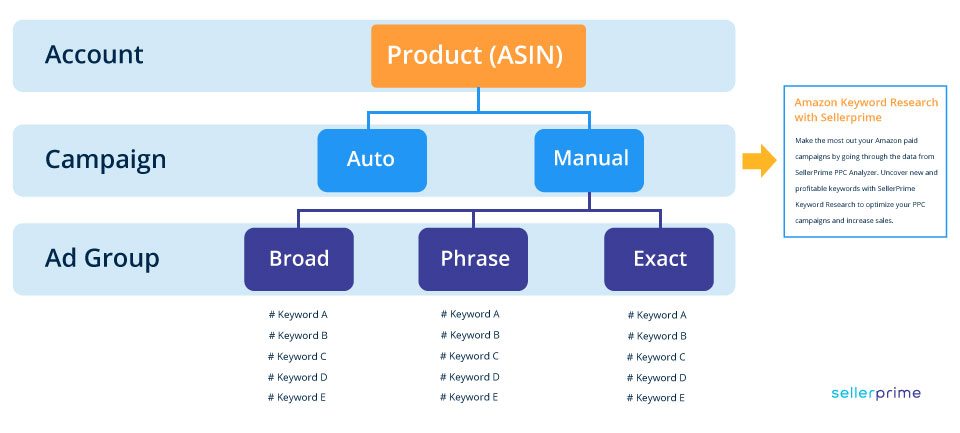 Account
Product (ASIN)
Campaign
Auto
Manual
Ad Group
Broad
Phrase
Exact
# Keyword A
# Keyword B
# Keyword C
# Keyword D
# Keyword E
# Keyword A
# Keyword B
# Keyword C
# Keyword D
# Keyword E
# Keyword A
# Keyword B
# Keyword C
# Keyword D
# Keyword E
Amazon Keyword Research
with Sellerprime
Make the most out your Amazon paid
campaigns by going through the data from
SellerPrime PPC Analyzer. Uncover new and
profitable keywords with SellerPrime
Keyword Research to optimize your PPC
campaigns and increase sales.
sellerprime